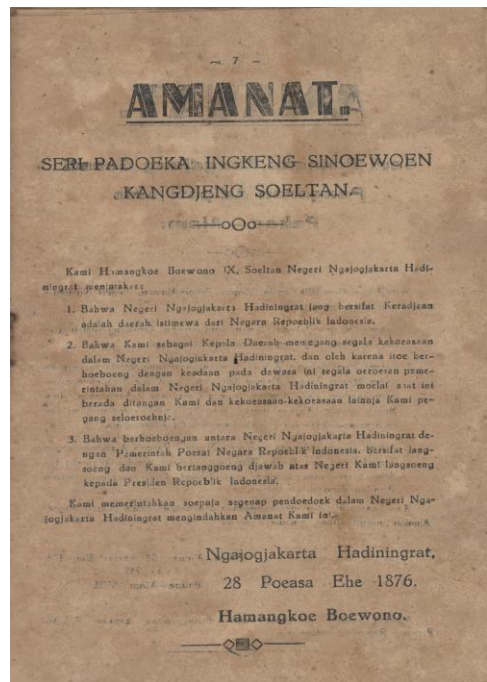 — 7 —
AMANAT.
SERI PADOEKA INGKENG SINOEWOEN
KANGDJENG SOELTAN.
Kami Hamangkoe Boewono IX, Soeltan Negeri Ngajogjakarta Hadi-
ningrat menjatakan:
1. Bahwa Negeri Ngajogjakarta Hadiningrat jang bersifat Keradjaan
adalah daerah istimewa dari Negara Repoeblik Indonesia.
2. Bahwa Kami sebagai Kepala Daerah memegang segala kekoeasaan
dalam Negeri Ngajogjakarta Hadiningrat, dan oleh karena itoe ber-
hoeboeng dengan keadaan pada dewasa ini segala oeroesan peme-
rintahan dalam Negeri Ngajogjakarta Hadiningrat moelai saat ini
berada ditangan Kami dan kekoeasaan-kekoeasaan lainnja Kami pe-
gang seloeroehnja.
3. Bahwa perhoeboengan antara Negeri Ngajogjakarta Hadiningrat de-
ngan Pemerintah Poesat Negara Repoeblik Indonesia, bersifat lang-
soeng dan Kami bertanggoeng djawab atas Negeri Kami langsoeng
kepada Presiden Repoeblik Indonesia.
Kami memerintahkan soepaja segenap pendoedoek dalam Negeri Nga-
jogjakarta Hadiningrat mengindahkan Amanat Kami ini.-
Ngajogjakarta Hadiningrat,
28 Poeasa Ehe 1876.
Hamangkoe Boewono.